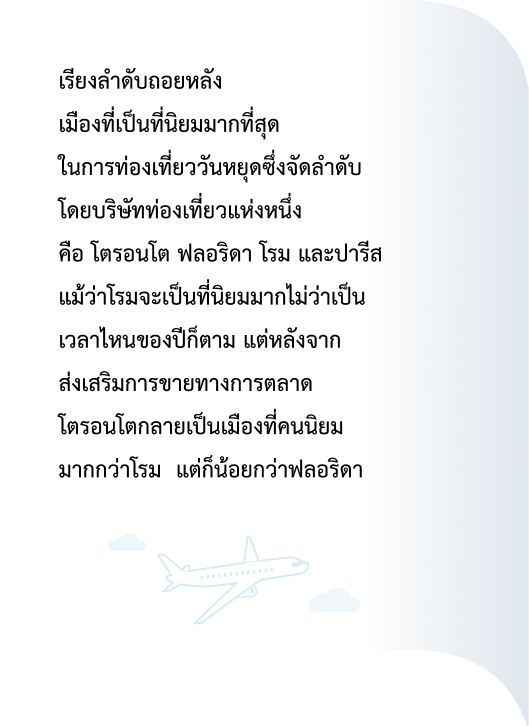 เรียงลำดับถอยหลัง
เมืองที่เป็นที่นิยมมากที่สุด
ในการท่องเที่ยววันหยุดซึ่งจัดลำดับ
โดยบริษัทท่องเที่ยวแห่งหนึ่ง
คือ โตรอนโต ฟลอริดา โรม และปารีส
แม้ว่าโรมจะเป็นที่นิยมมากไม่ว่าเป็น
เวลาไหนของปีก็ตาม แต่หลังจาก
ส่งเสริมการขายทางการตลาด
โตรอนโตกลายเป็นเมืองที่คนนิยม
มากกว่าโรม  แต่ก็น้อยกว่าฟลอริดา